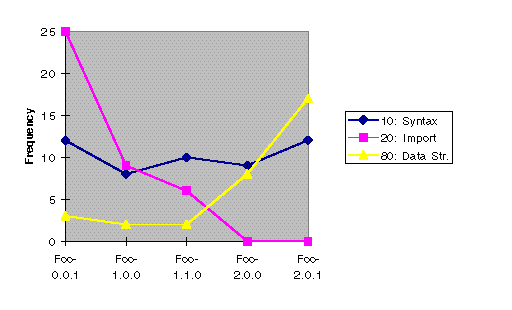 25
20
15
10
5
0
Frequency
Foo-
0.0.1
Foo-
1.0.0
Foo-
1.1.0
Foo-
2.0.0
Foo-
2.0.1
10: Syntax
20: Import
80: Data Str.